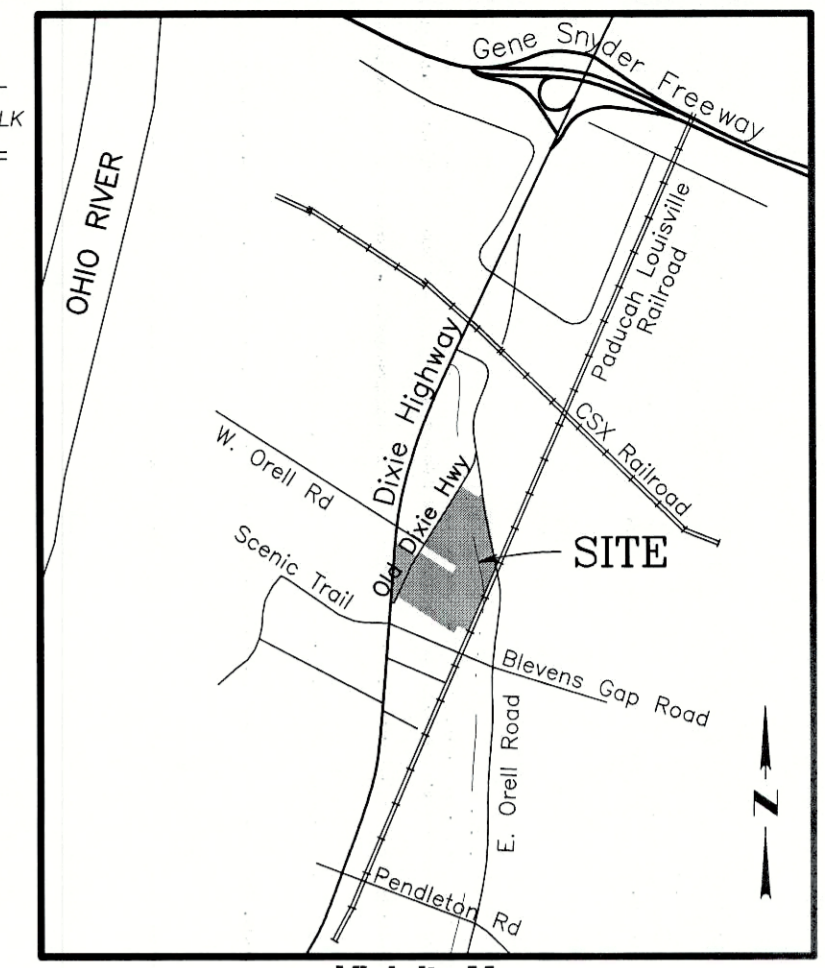 LK
Gene Snyder Freeway
OHIO RIVER
Paducah Louisville
Railroad
Dixie Highway
CSX Railroad
W. Orell Rd
Old Dixie Hwy
SITE
Scenic Trail
Blevens Gap Road
E. Orell Road
N
Pendleton Rd